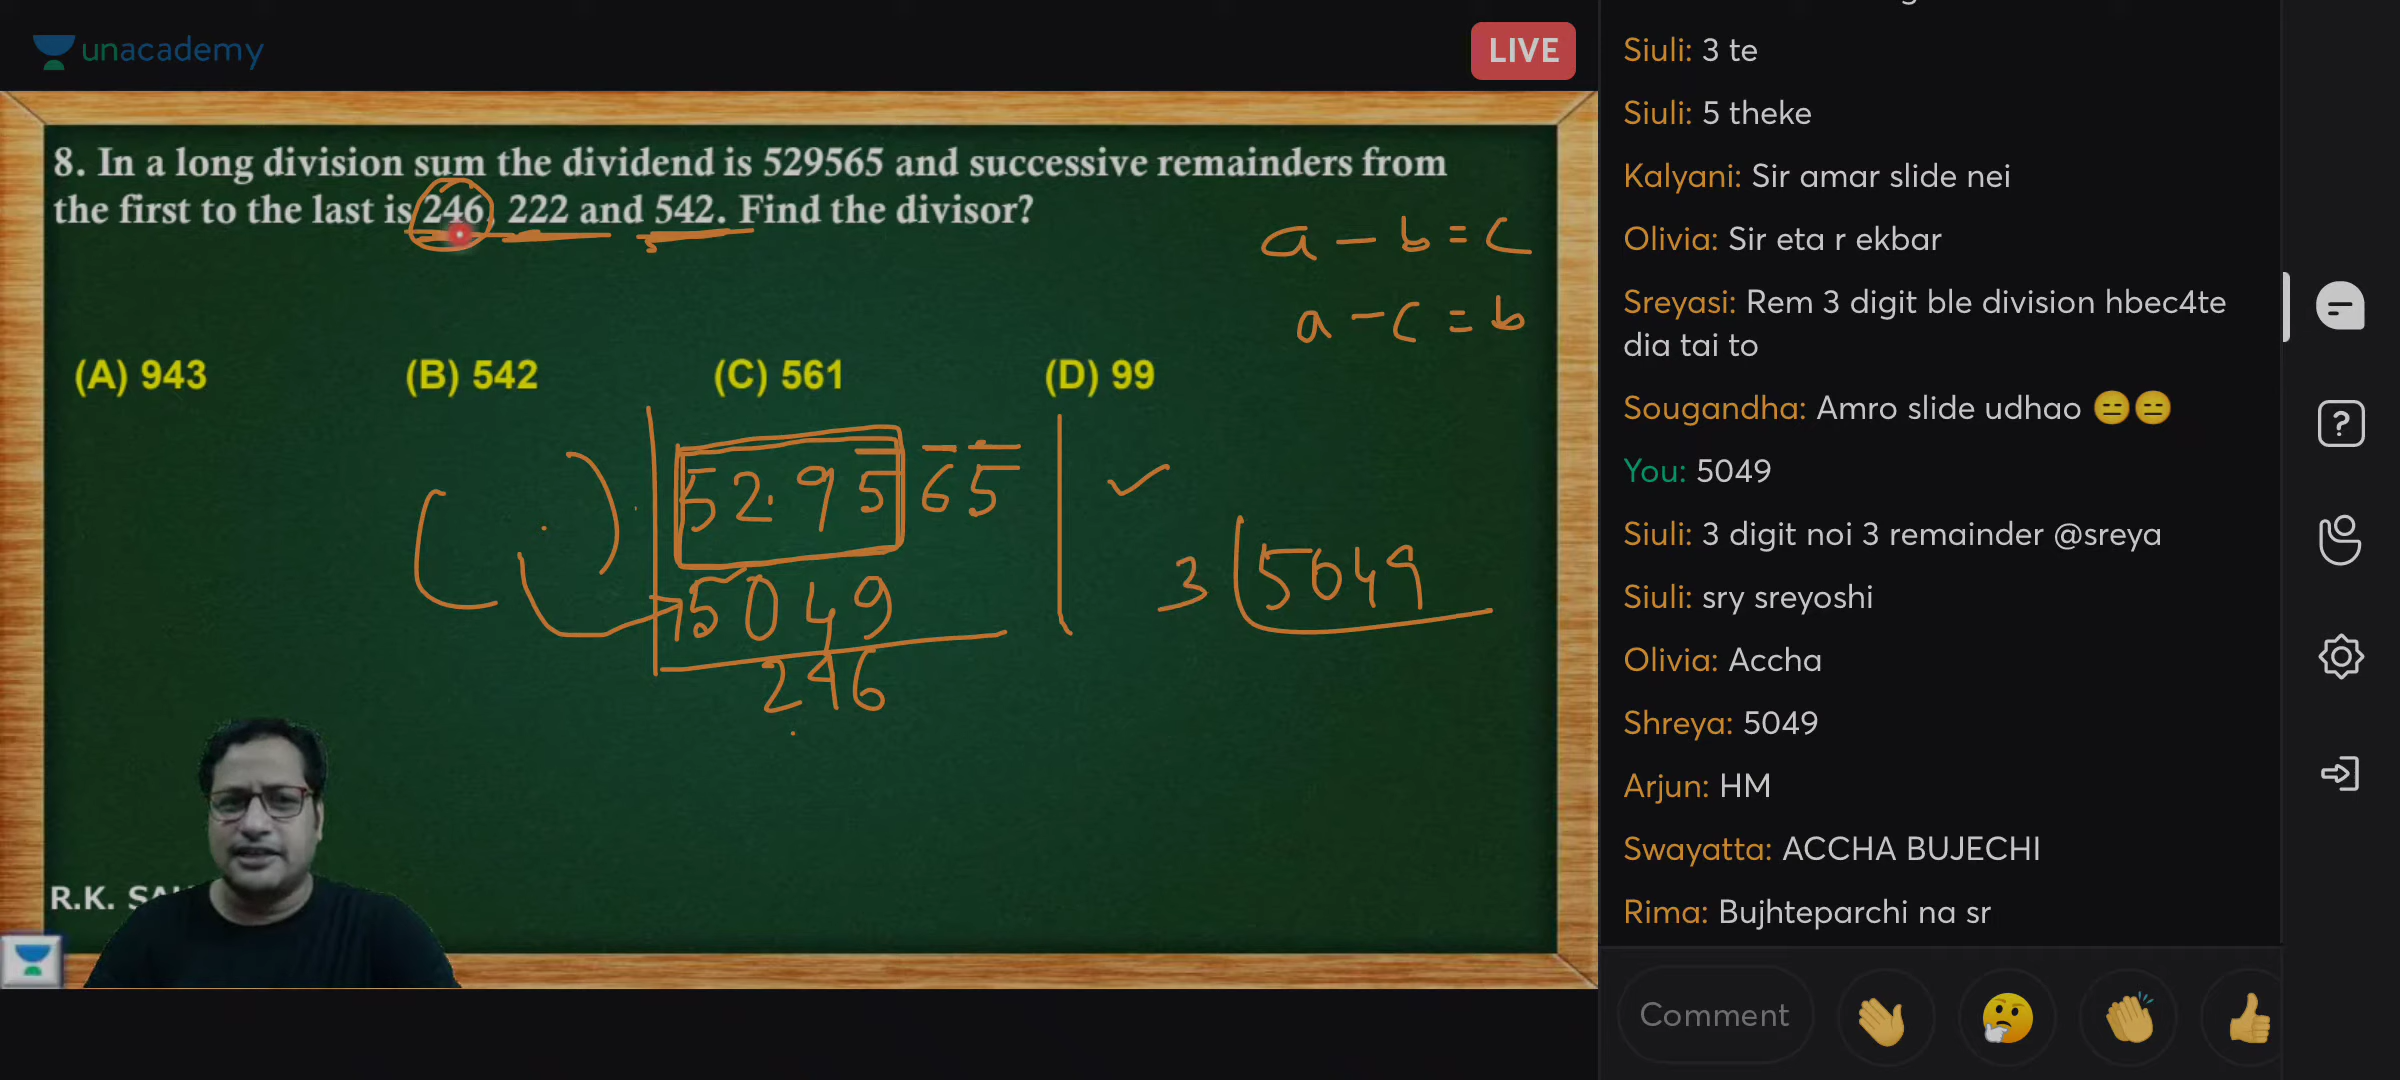 unacademy
LIVE
8. In a long division sum the dividend is 529565 and successive remainders from
the first to the last is 246, 222 and 542. Find the divisor?
a - b = c
a - c = b
(A) 943 (B) 542 (C) 561 (D) 99
529565
5049
246
3 5049
R.K.
Siuli: 3 te
Siuli: 5 theke
Kalyani: Sir amar slide nei
Olivia: Sir eta r ekbar
Sreyasi: Rem 3 digit ble division hbec4te
dia tai to
Sougandha: Amro slide udhao 😑😑
You: 5049
Siuli: 3 digit noi 3 remainder @sreya
Siuli: sry sreyoshi
Olivia: Accha
Shreya: 5049
Arjun: HM
Swayatta: ACCHA BUJECHI
Rima: Bujhteparchi na sr
Comment